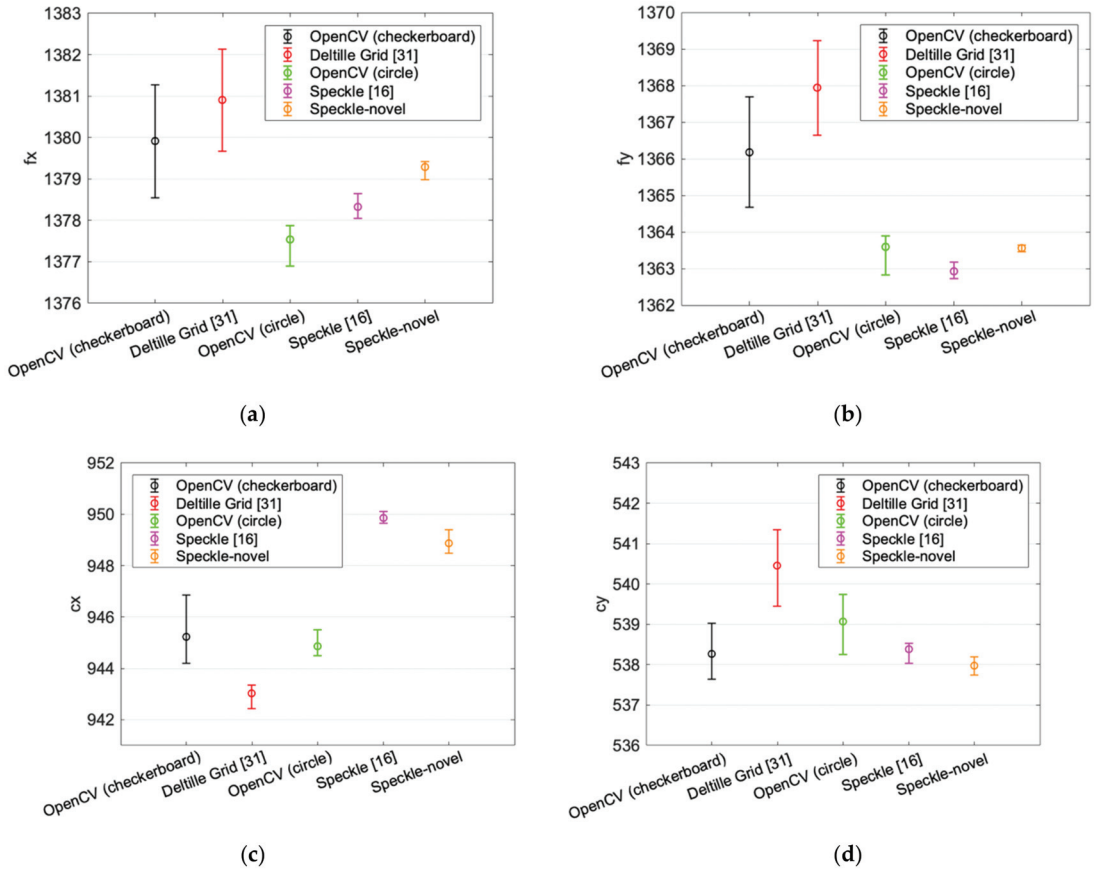 1383
1382
1381
1380
1379
1378
1377
1376
fx
OpenCV (checkerboard)
Deltille Grid [31]
OpenCV (circle)
Speckle [16]
Speckle-novel
OpenCV (checkerboard)
Deltille Grid [31]
OpenCV (circle)
Speckle [16]
Speckle-novel
(a)
1370
1369
1368
1367
1366
1365
1364
1363
1362
fy
OpenCV (checkerboard)
Deltille Grid [31]
OpenCV (circle)
Speckle [16]
Speckle-novel
OpenCV (checkerboard)
Deltille Grid [31]
OpenCV (circle)
Speckle [16]
Speckle-novel
(b)
952
950
948
946
944
942
cx
OpenCV (checkerboard)
Deltille Grid [31]
OpenCV (circle)
Speckle [16]
Speckle-novel
OpenCV (checkerboard)
Deltille Grid [31]
OpenCV (circle)
Speckle [16]
Speckle-novel
(c)
543
542
541
540
539
538
537
536
cy
OpenCV (checkerboard)
Deltille Grid [31]
OpenCV (circle)
Speckle [16]
Speckle-novel
OpenCV (checkerboard)
Deltille Grid [31]
OpenCV (circle)
Speckle [16]
Speckle-novel
(d)